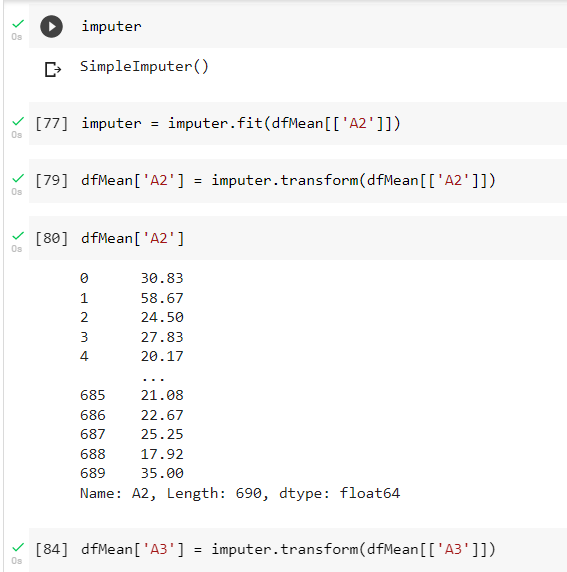 imputer
0s
SimpleImputer()
[77] imputer = imputer.fit(dfMean[['A2']])
0s
[79] dfMean['A2'] = imputer.transform(dfMean[['A2']])
0s
[80] dfMean['A2']
0s
0 30.83
1 58.67
2 24.50
3 27.83
4 20.17
...
685 21.08
686 22.67
687 25.25
688 17.92
689 35.00
Name: A2, Length: 690, dtype: float64
[84] dfMean['A3'] = imputer.transform(dfMean[['A3']])
0s